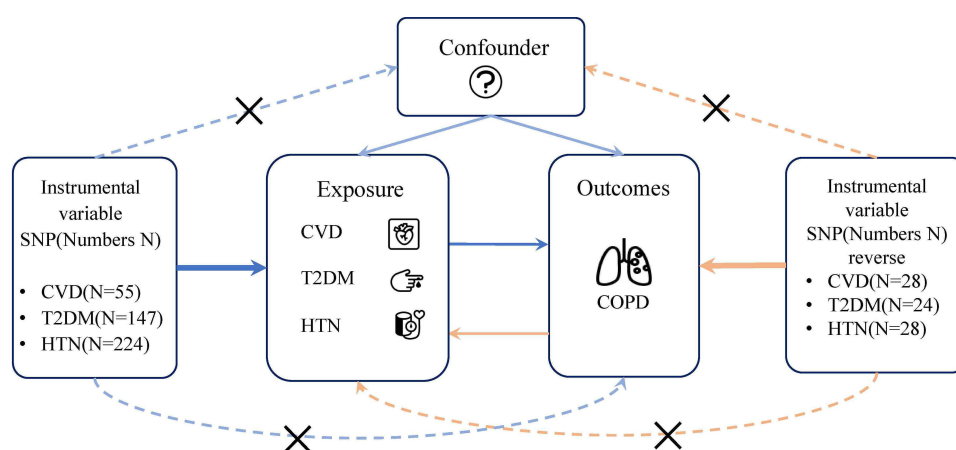 Confounder
?
Instrumental
variable
SNP(Numbers N)
• CVD(N=55)
• T2DM(N=147)
• HTN(N=224)
Exposure
CVD
T2DM
HTN
Outcomes
COPD
Instrumental
variable
SNP(Numbers N)
reverse
• CVD(N=28)
• T2DM(N=24)
• HTN(N=28)